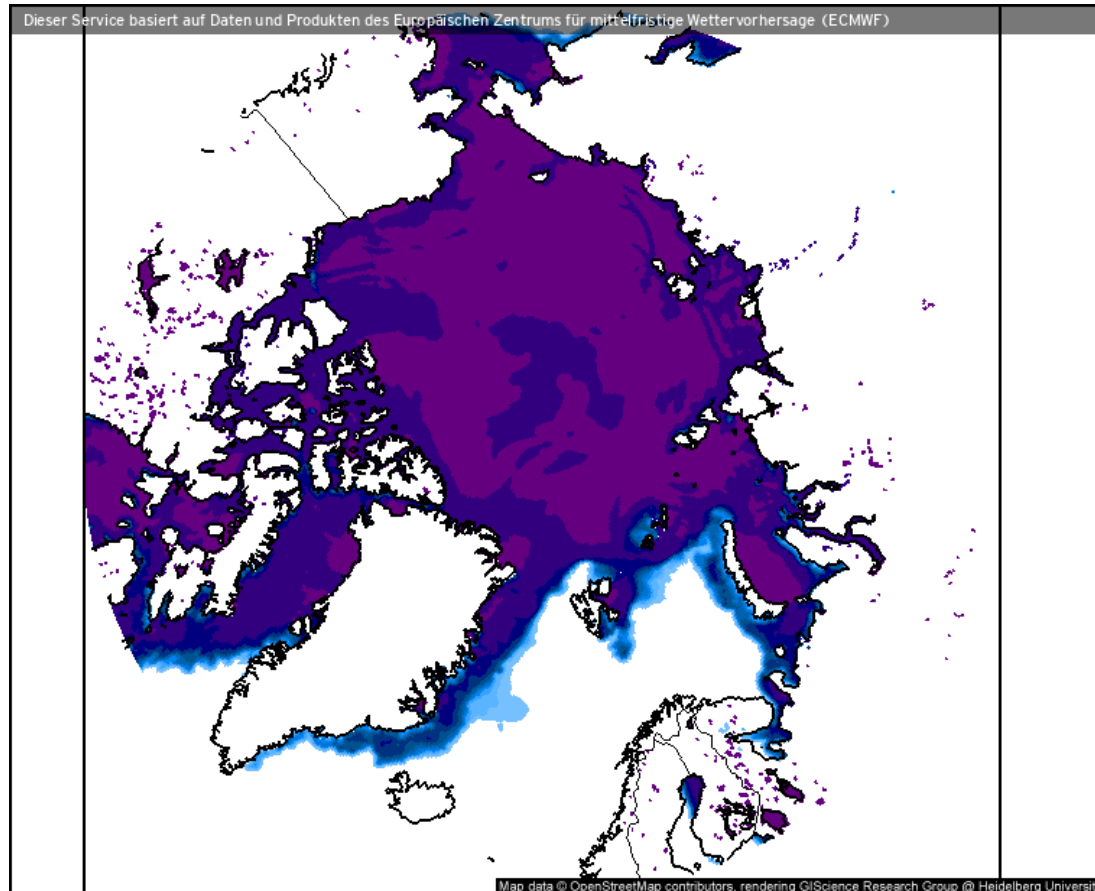 Dieser Service basiert auf Daten und Produkten des Europäischen Zentrums für mittelfristige Wettervorhersage (ECMWF)
Map data © OpenStreetMap contributors, rendering GIScience Research Group @ Heidelberg Universit